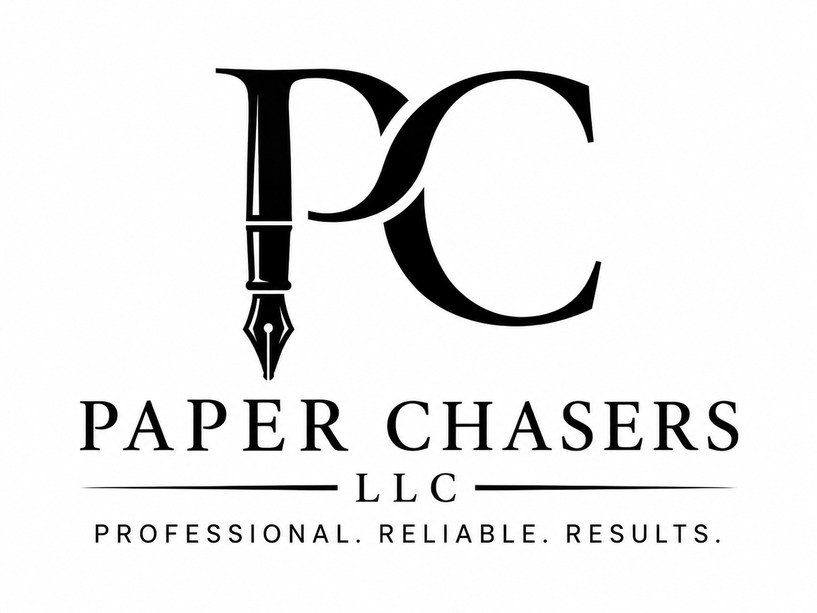 PC
PAPER CHASERS
LLC
PROFESSIONAL. RELIABLE. RESULTS.